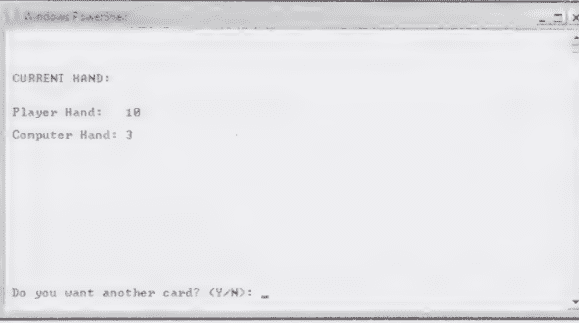 Windows PowerShell
CURRENT HAND:
Player Hand: 10
Computer Hand: 3
Do you want another card? (Y/N): _